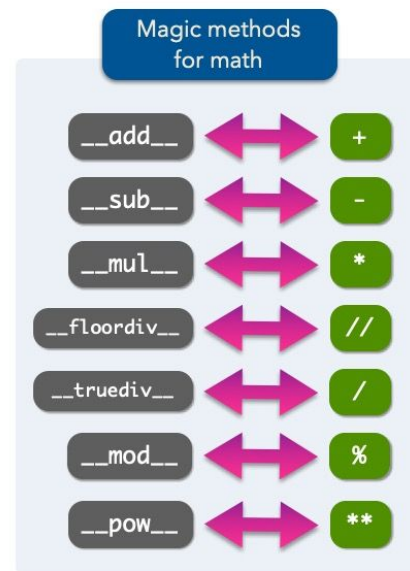 Magic methods
for math
__add__ +
__sub__ -
__mul__ *
__floordiv__ //
__truediv__ /
__mod__ %
__pow__ **